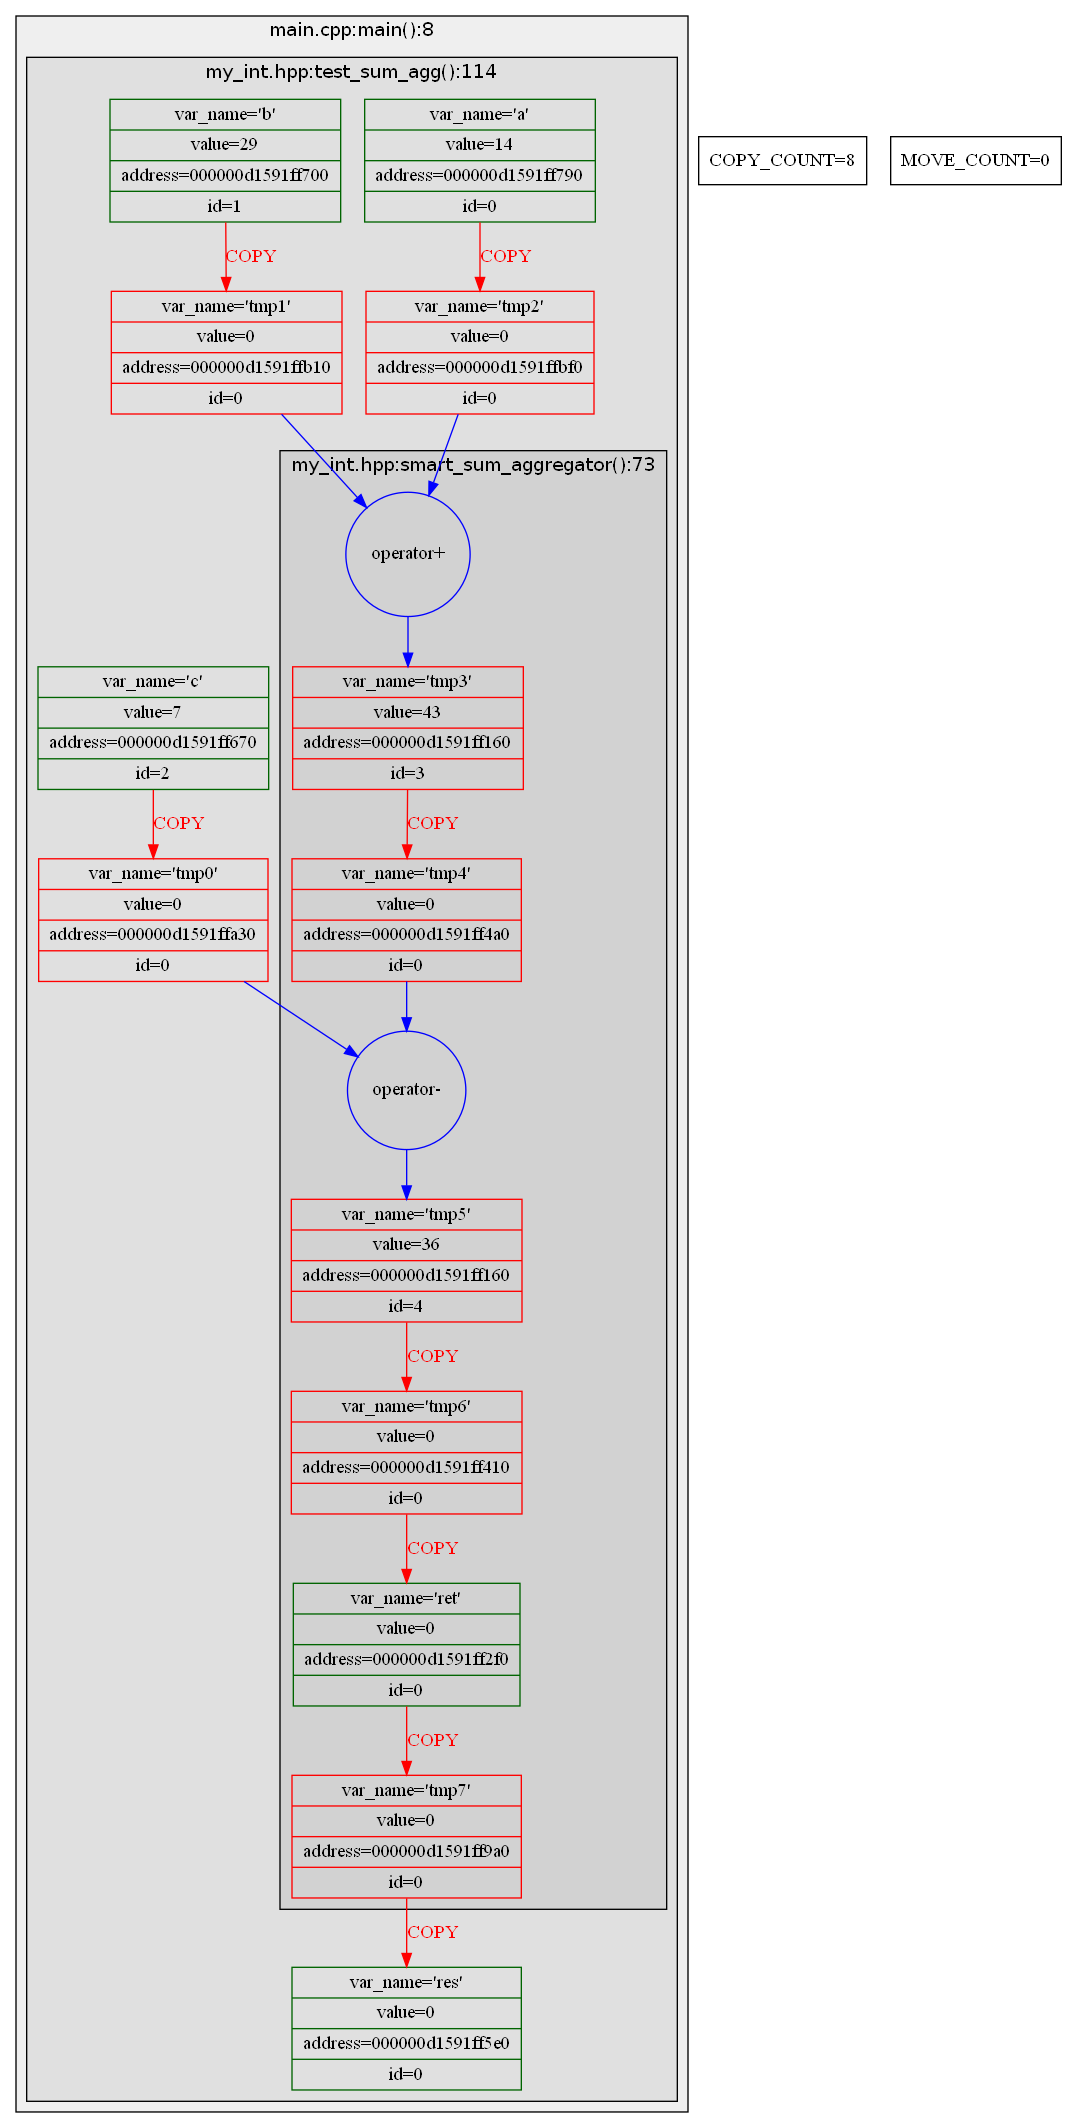 main.cpp:main():8
my_int.hpp:test_sum_agg():114
var_name='b'
value=29
address=000000d1591ff700
id=1
var_name='a'
value=14
address=000000d1591ff790
id=0
COPY_COUNT=8
MOVE_COUNT=0
COPY
COPY
var_name='tmp1'
value=0
address=000000d1591ffb10
id=0
var_name='tmp2'
value=0
address=000000d1591ffbf0
id=0
my_int.hpp:smart_sum_aggregator():73
operator+
var_name='c'
value=7
address=000000d1591ff670
id=2
var_name='tmp3'
value=43
address=000000d1591ff160
id=3
COPY
COPY
var_name='tmp0'
value=0
address=000000d1591ffa30
id=0
var_name='tmp4'
value=0
address=000000d1591ff4a0
id=0
operator-
var_name='tmp5'
value=36
address=000000d1591ff160
id=4
COPY
var_name='tmp6'
value=0
address=000000d1591ff410
id=0
COPY
var_name='ret'
value=0
address=000000d1591ff2f0
id=0
COPY
var_name='tmp7'
value=0
address=000000d1591ff9a0
id=0
COPY
var_name='res'
value=0
address=000000d1591ff5e0
id=0